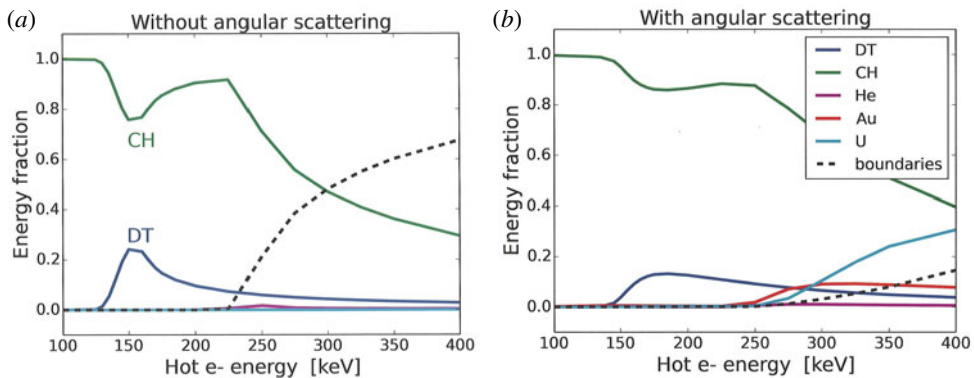 (a)
Without angular scattering
Energy fraction
1.0
0.8
0.6
0.4
0.2
0.0
CH
DT
100 150 200 250 300 350 400
Hot e- energy [keV]
(b)
With angular scattering
Energy fraction
1.0
0.8
0.6
0.4
0.2
0.0
DT
CH
He
Au
U
boundaries
100 150 200 250 300 350 400
Hot e- energy [keV]